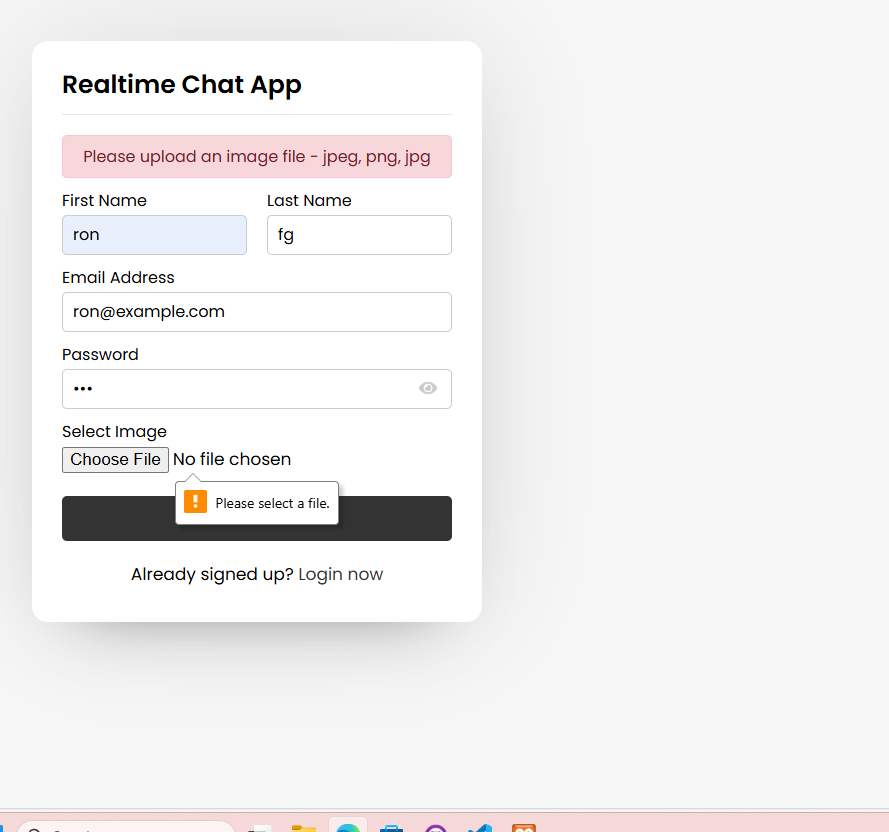 Realtime Chat App
Please upload an image file - jpeg, png, jpg
First Name
Last Name
ron
fg
Email Address
ron@example.com
Password
•••
Select Image
Choose File No file chosen
Please select a file.
Already signed up? Login now